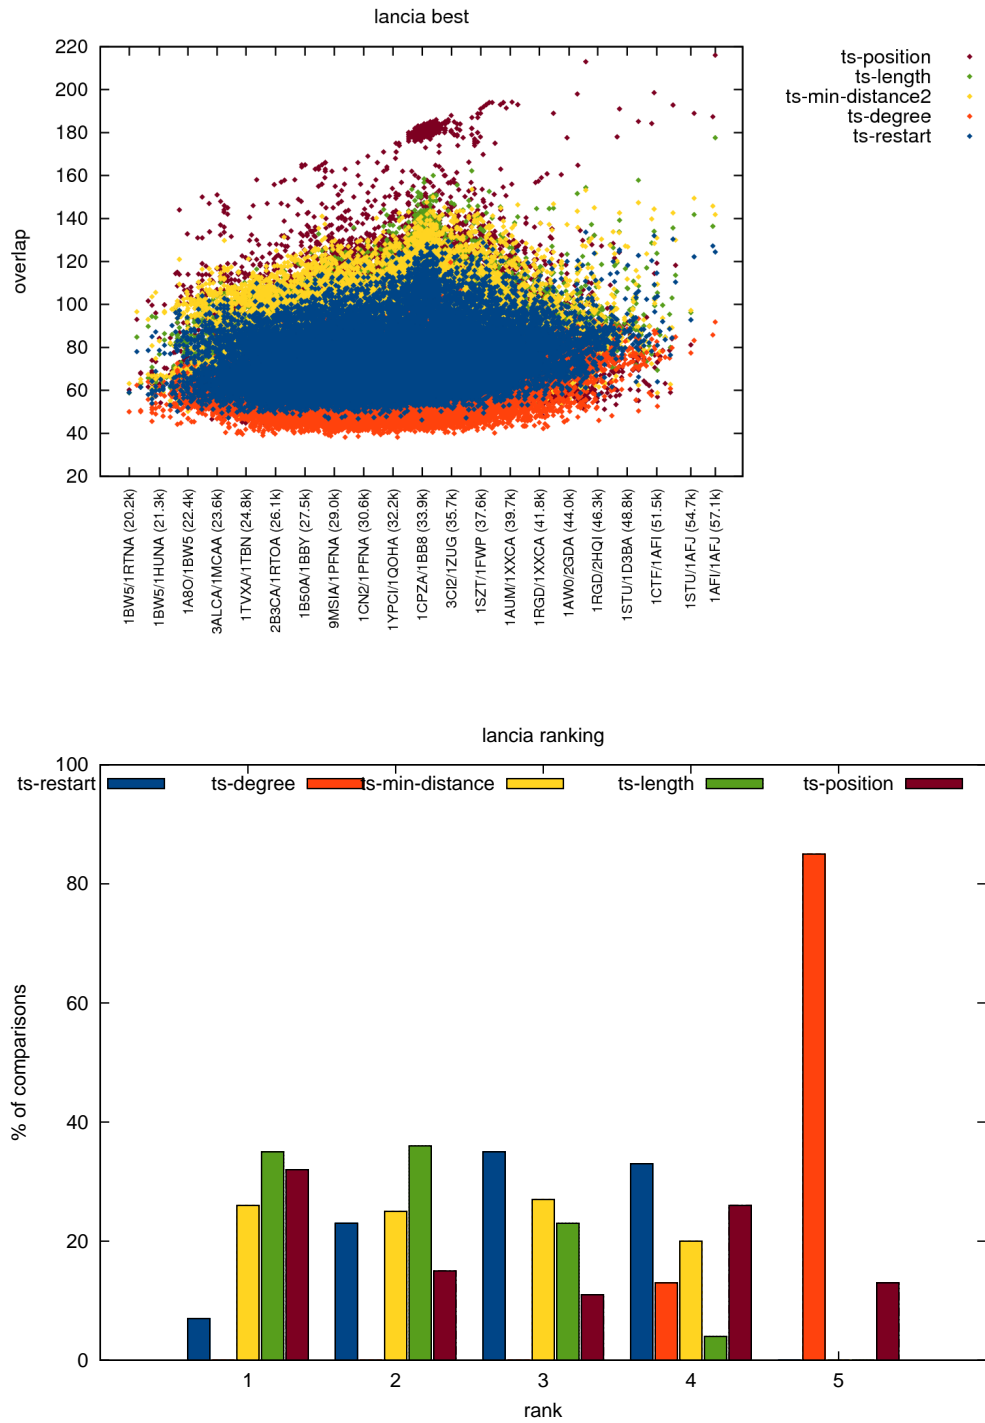 lancia best
220
200
180
160
140
120
100
80
60
40
20
overlap
ts-position
ts-length
ts-min-distance2
ts-degree
ts-restart
1BW5/1RTNA (20.2k)
1BW5/1HUNA (21.3k)
1A8O/1BW5 (22.4k)
3ALCA/1MCAA (23.6k)
1TVXA/1TBN (24.8k)
2B3CA/1RTOA (26.1k)
1B50A/1BBY (27.5k)
9MSIA/1PFNA (29.0k)
1CN2/1PFNA (30.6k)
1YPCI/1QOHA (32.2k)
1CPZA/1BB8 (33.9k)
3CI2/1ZUG (35.7k)
1SZT/1FWP (37.6k)
1AUM/1XXCA (39.7k)
1RGD/1XXCA (41.8k)
1AW0/2GDA (44.0k)
1RGD/2HQI (46.3k)
1STU/1D3BA (48.8k)
1CTF/1AFI (51.5k)
1STU/1AFJ (54.7k)
1AFI/1AFJ (57.1k)
lancia ranking
100
80
60
40
20
0
% of comparisons
ts-restart ts-degree ts-min-distance ts-length ts-position
1 2 3 4 5
rank